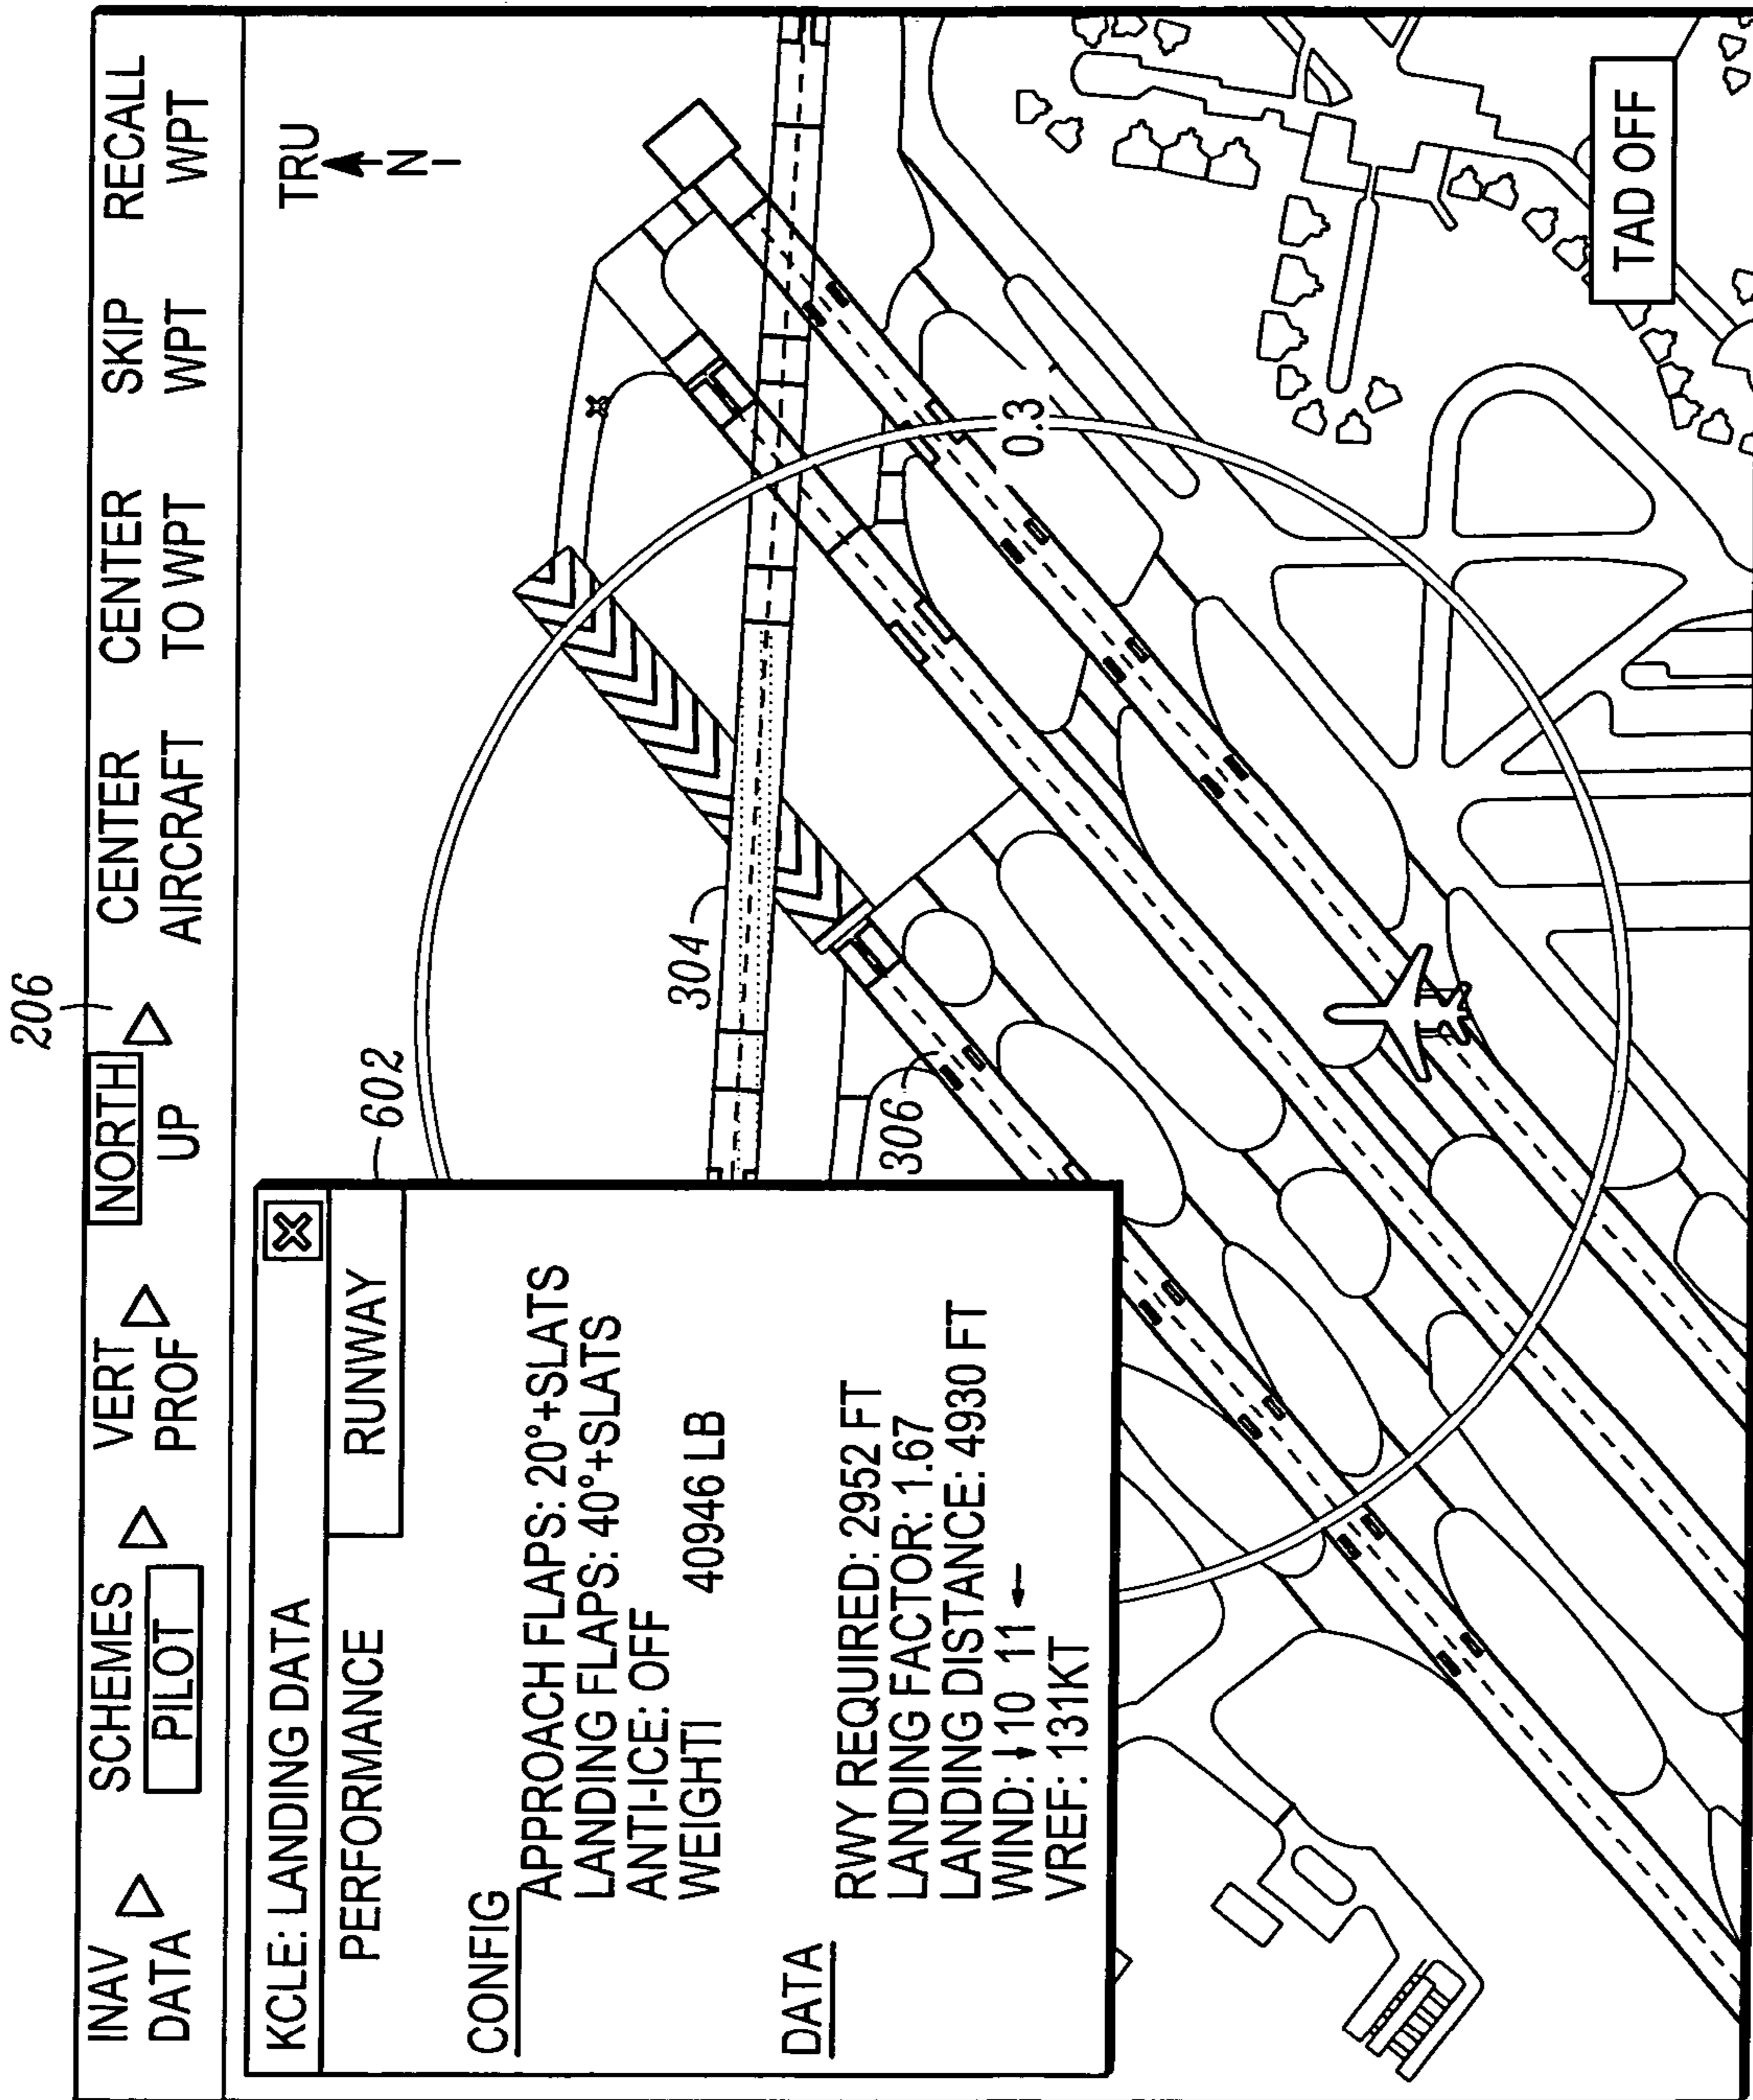 206
INAV SCHEMES VERT NORTH CENTER CENTER SKIP RECALL
DATA PILOT PROF UP AIRCRAFT TO WPT WPT WPT
KCLE: LANDING DATA
PERFORMANCE RUNWAY
602
CONFIG
APPROACH FLAPS: 20°+SLATS
LANDING FLAPS: 40°+SLATS
ANTI-ICE: OFF
WEIGHTI 40946 LB
DATA
RWY REQUIRED: 2952 FT
LANDING FACTOR: 1.67
LANDING DISTANCE: 4930 FT
WIND: ↓10 11 ←
VREF: 131KT
TRU
N
304
306
0.3
TAD OFF